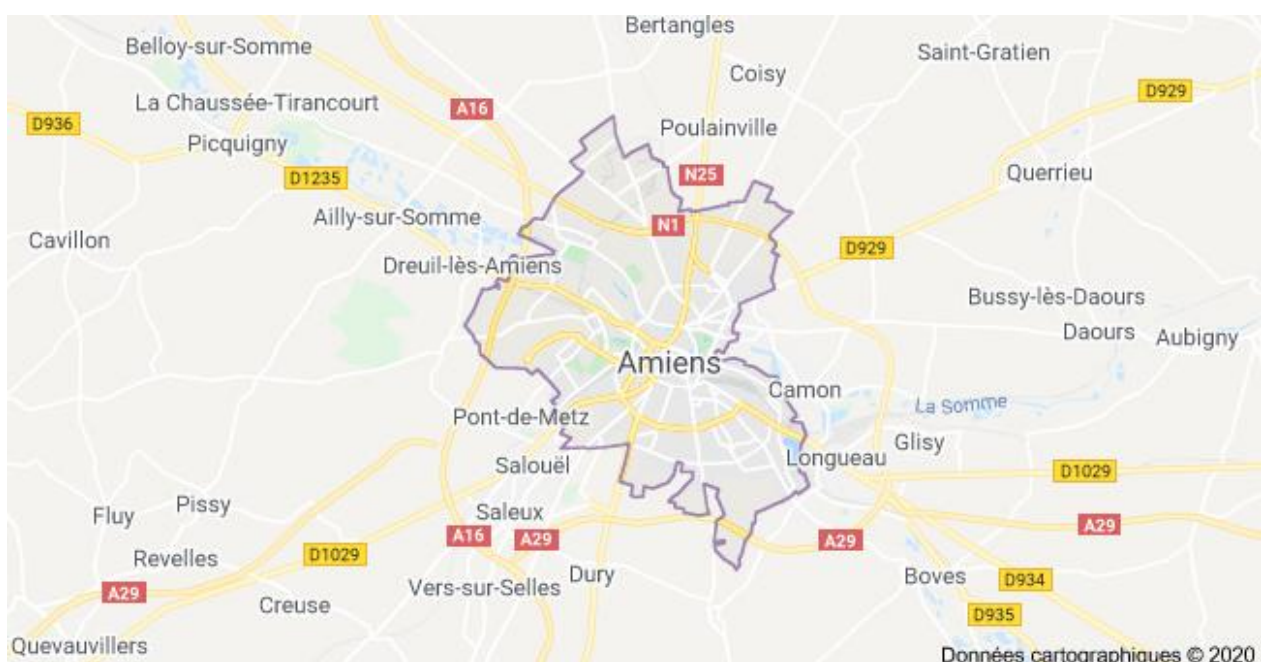 Bertangles
Belloy-sur-Somme
Saint-Gratien
Coisy
D929
La Chaussée-Tirancourt
A16
D936
Poulainville
Picquigny
Querrieu
N25
D1235
Ailly-sur-Somme
N1
Cavillon
D929
Dreuil-lès-Amiens
Bussy-lès-Daours
Daours
Aubigny
Amiens
Camon
La Somme
Pont-de-Metz
Glisy
Longueau
Salouël
D1029
Pissy
Saleux
Fluy
A29
A16
A29
A29
D1029
Revelles
Dury
Boves
D934
Vers-sur-Selles
A29
Creuse
D935
Quevauvillers
Données cartographiques © 2020